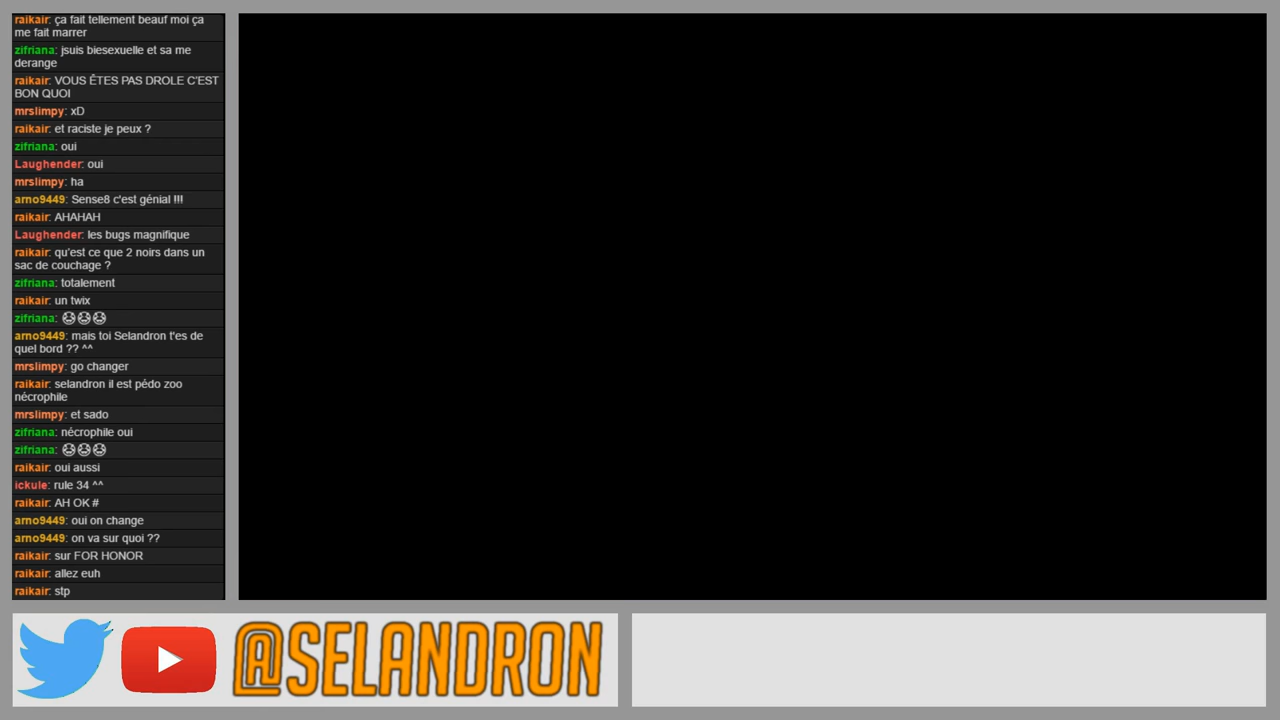 raikair: ça fait tellement beauf moi ça
me fait marrer
zifriana: jsuis biesexuelle et sa me
derange
raikair: VOUS ÊTES PAS DROLE C'EST
BON QUOI
mrslimpy: xD
raikair: et raciste je peux ?
zifriana: oui
Laughender: oui
mrslimpy: ha
arno9449: Sense8 c'est génial !!!
raikair: AHAHAH
Laughender: les bugs magnifique
raikair: qu'est ce que 2 noirs dans un
sac de couchage ?
zifriana: totalement
raikair: un twix
zifriana:
arno9449: mais toi Selandron t'es de
quel bord ?? ^^
mrslimpy: go changer
raikair: selandron il est pédo zoo
nécrophile
mrslimpy: et sado
zifriana: nécrophile oui
zifriana:
raikair: oui aussi
ickule: rule 34 ^^
raikair: AH OK #
arno9449: oui on change
arno9449: on va sur quoi ??
raikair: sur FOR HONOR
raikair: allez euh
raikair: stp
@SELANDRON